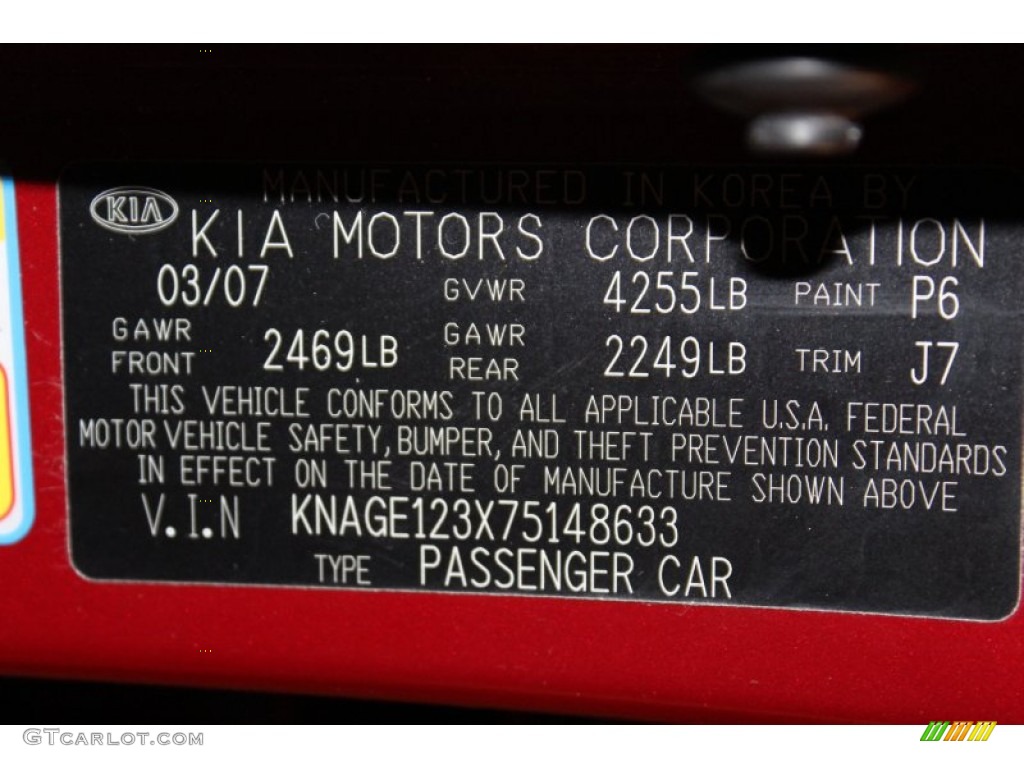 MANUFACTURED IN KOREA BY
KIA KIA MOTORS CORPORATION
03/07 GVWR 4255LB PAINT P6
GAWR FRONT 2469LB GAWR REAR 2249LB TRIM J7
THIS VEHICLE CONFORMS TO ALL APPLICABLE U.S.A. FEDERAL
MOTOR VEHICLE SAFETY, BUMPER, AND THEFT PREVENTION STANDARDS
IN EFFECT ON THE DATE OF MANUFACTURE SHOWN ABOVE
V.I.N KNAGE123X75148633
TYPE PASSENGER CAR
GTCARLOT.COM